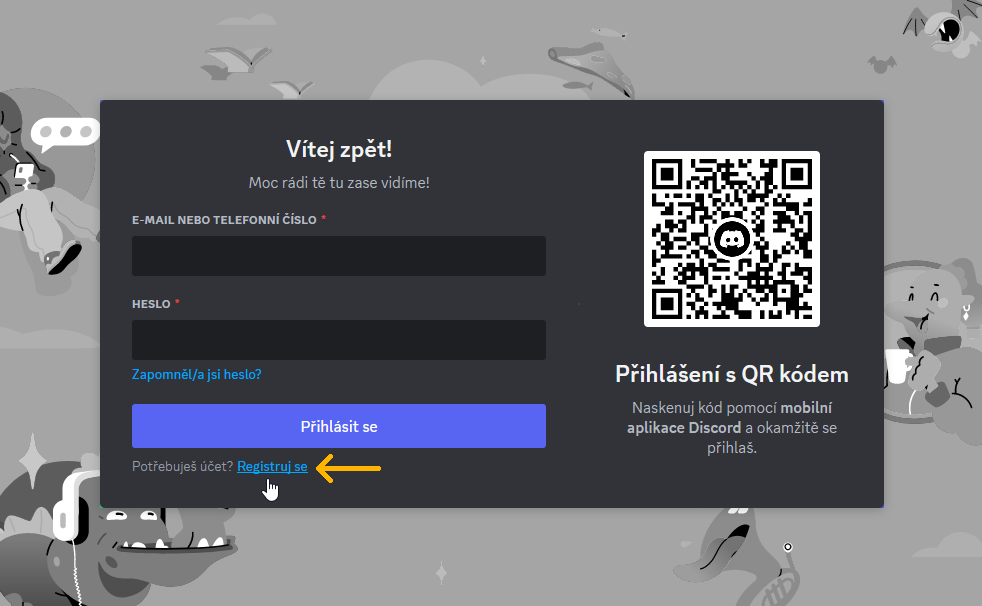 Vítej zpět!
Moc rádi tě tu zase vidíme!
E-MAIL NEBO TELEFONNÍ ČÍSLO *
HESLO *
Zapomněl/a jsi heslo?
Přihlásit se
Potřebuješ účet? Registruj se
Přihlášení s QR kódem
Naskenuj kód pomocí mobilní
aplikace Discord a okamžitě se
přihlaš.